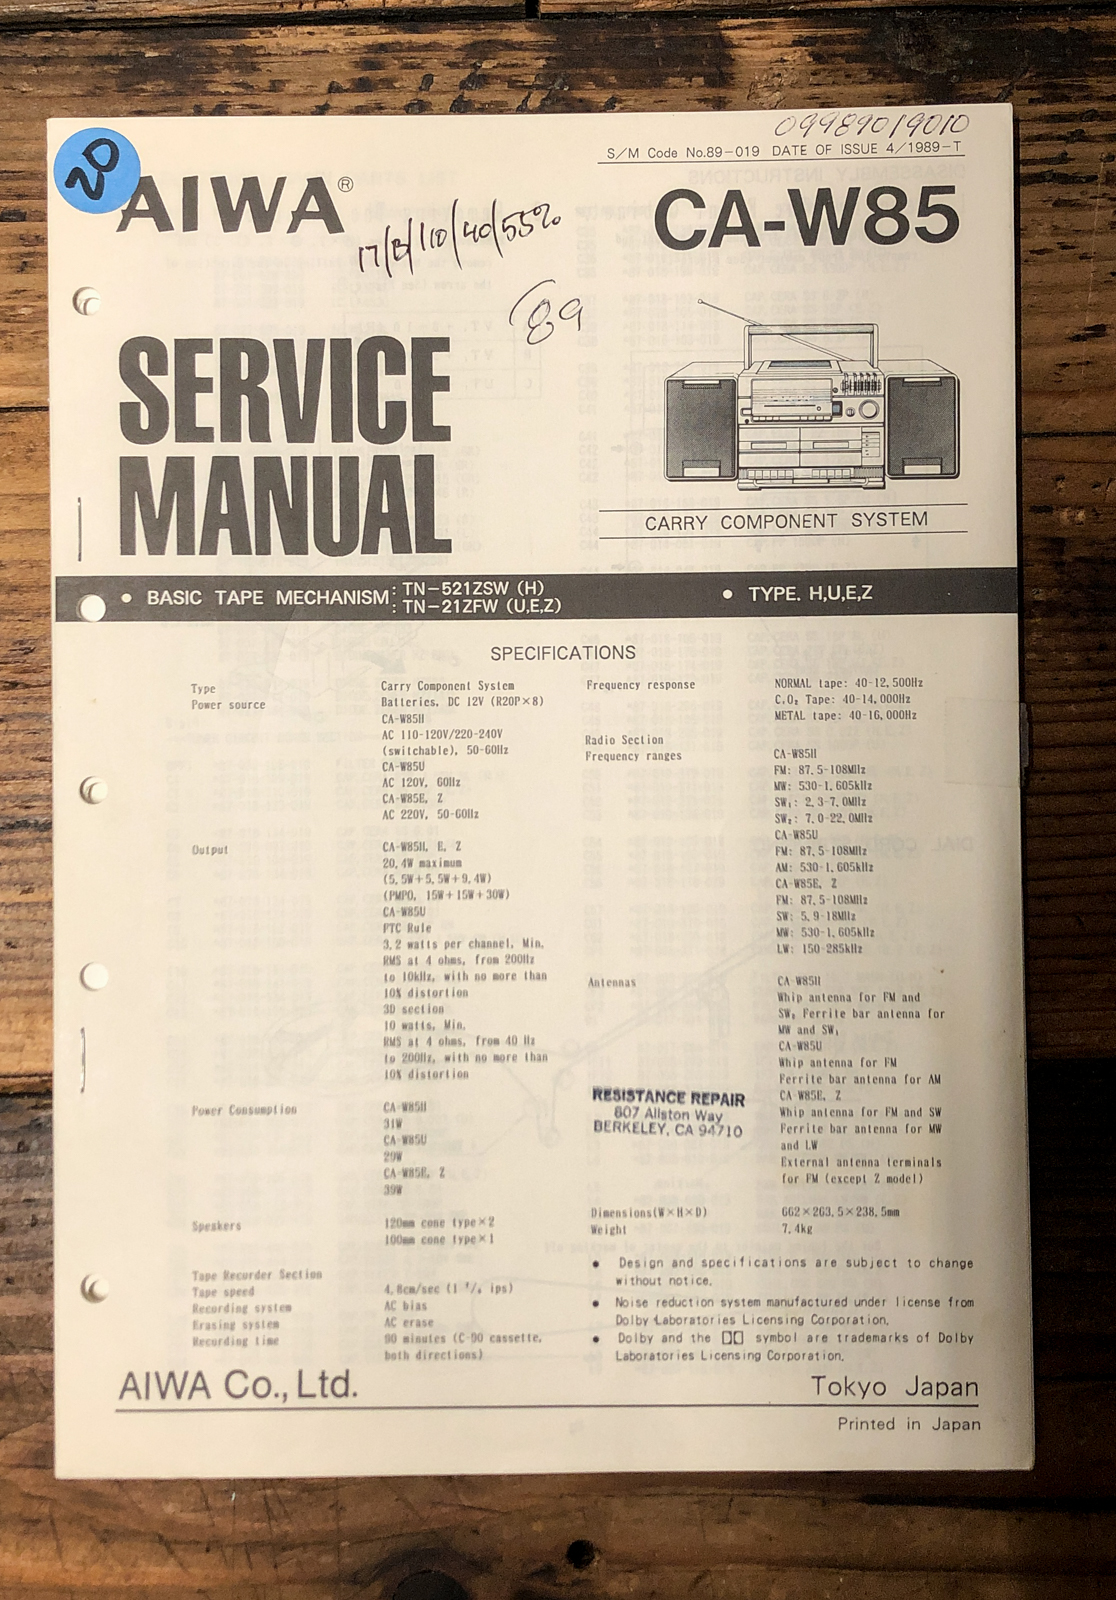 20
09989019010
S/M Code No.89-019 DATE OF ISSUE 4/1989-T
AIWA®
CA-W85
17/B/110/40/55%
89
SERVICE
MANUAL
CARRY COMPONENT SYSTEM
• BASIC TAPE MECHANISM : TN-521ZSW (H)
: TN-21ZFW (U,E,Z)
• TYPE. H,U,E,Z
SPECIFICATIONS
Type Carry Component System
Power source Batteries, DC 12V (R20P×8)
CA-W85H
AC 110-120V/220-240V
(switchable), 50-60Hz
CA-W85U
AC 120V, 60Hz
CA-W85E, Z
AC 220V, 50-60Hz
Output CA-W85H, E, Z
20.4W maximum
(5.5W+5.5W+9.4W)
(PMPO, 15W+15W+30W)
CA-W85U
FTC Rule
3.2 watts per channel, Min.
RMS at 4 ohms, from 200Hz
to 10kHz, with no more than
10% distortion
3D section
10 watts, Min.
RMS at 4 ohms, from 40 Hz
to 200Hz, with no more than
10% distortion
Power Consumption CA-W85H
31W
CA-W85U
29W
CA-W85E, Z
39W
Speakers 120mm cone type×2
100mm cone type×1
Tape Recorder Section
Tape speed 4.8cm/sec (1 ⁷/₈ ips)
Recording system AC bias
Erasing system AC erase
Recording time 90 minutes (C-90 cassette,
both directions)
Frequency response NORMAL tape: 40-12,500Hz
C.O₂ Tape: 40-14,000Hz
METAL tape: 40-16,000Hz
Radio Section
Frequency ranges CA-W85H
FM: 87.5-108MHz
MW: 530-1,605kHz
SW₁: 2.3-7.0MHz
SW₂: 7.0-22.0MHz
CA-W85U
FM: 87.5-108MHz
AM: 530-1,605kHz
CA-W85E, Z
FM: 87.5-108MHz
SW: 5.9-18MHz
MW: 530-1,605kHz
LW: 150-285kHz
Antennas CA-W85H
Whip antenna for FM and
SW₂ Ferrite bar antenna for
MW and SW₁
CA-W85U
Whip antenna for FM
Ferrite bar antenna for AM
CA-W85E, Z
Whip antenna for FM and SW
Ferrite bar antenna for MW
and LW
External antenna terminals
for FM (except Z model)
RESISTANCE REPAIR
807 Allston Way
BERKELEY, CA 94710
Dimensions(W×H×D) 662×263.5×238.5mm
Weight 7.4kg
• Design and specifications are subject to change
without notice.
• Noise reduction system manufactured under license from
Dolby Laboratories Licensing Corporation.
• Dolby and the symbol are trademarks of Dolby
Laboratories Licensing Corporation.
AIWA Co., Ltd.
Tokyo Japan
Printed in Japan